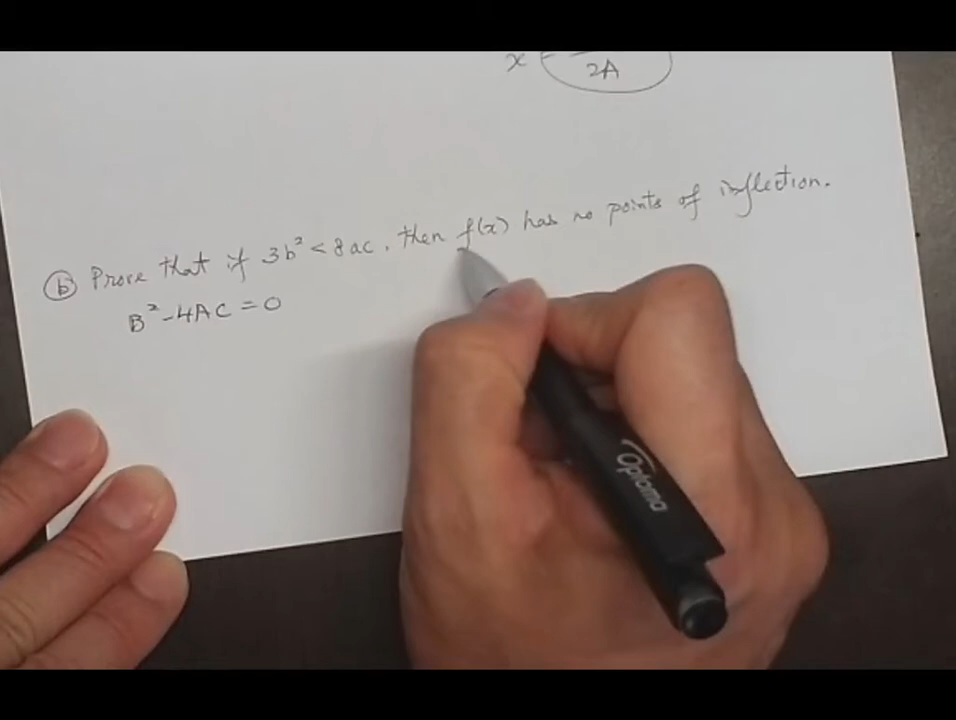 x = 2A
ⓑ Prove that if 3b² < 8ac, then f(x) has no points of inflection.
B² - 4AC = 0
Optoma